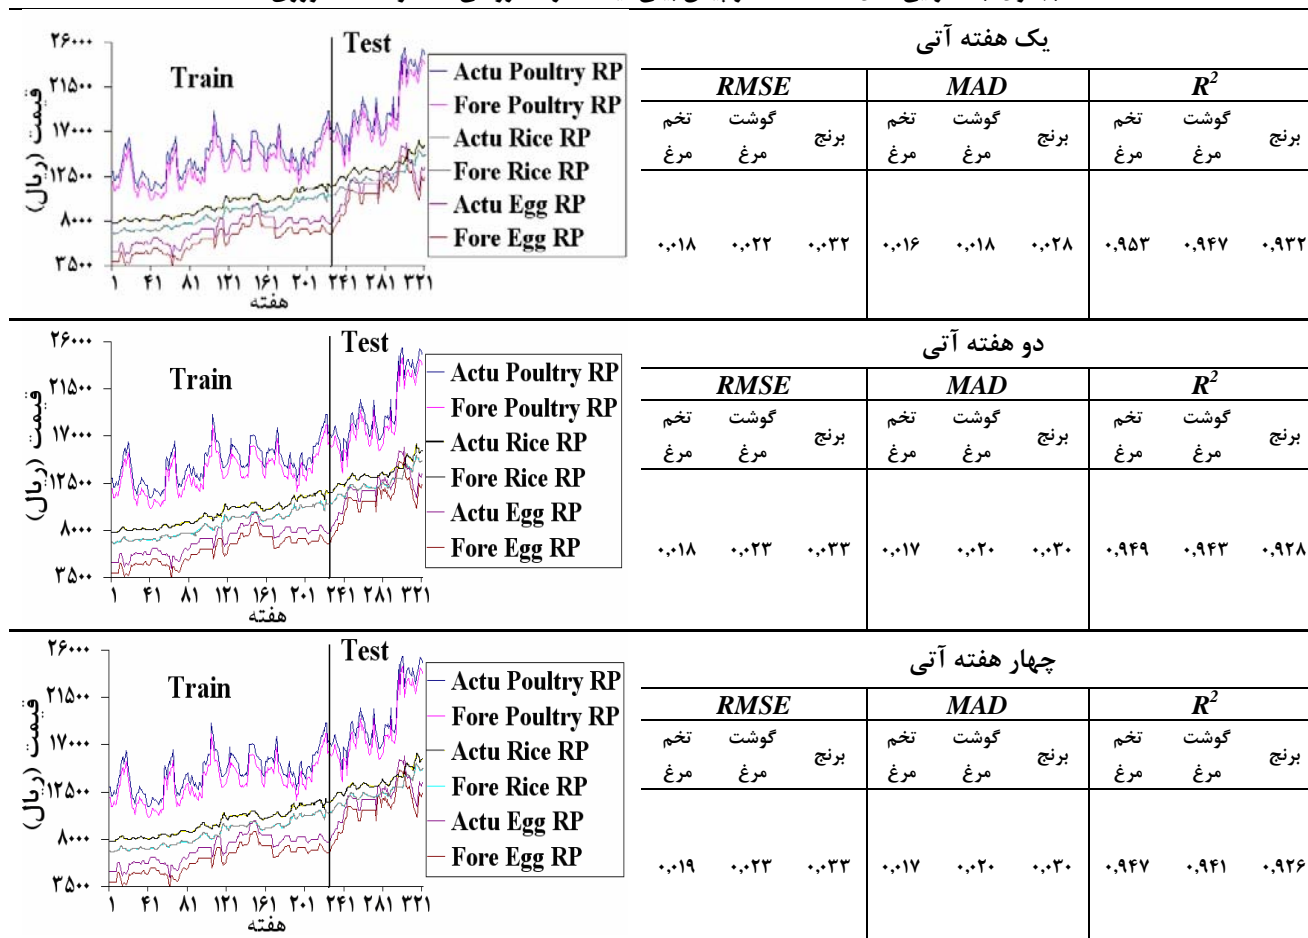 یک هفته آتی
RMSE MAD R²
تخم مرغ گوشت مرغ برنج تخم مرغ گوشت مرغ برنج تخم مرغ گوشت مرغ برنج
۰,۰۱۸ ۰,۰۲۲ ۰,۰۳۲ ۰,۰۱۶ ۰,۰۱۸ ۰,۰۲۸ ۰,۹۵۳ ۰,۹۴۷ ۰,۹۳۲
Train
Test
Actu Poultry RP
Fore Poultry RP
Actu Rice RP
Fore Rice RP
Actu Egg RP
Fore Egg RP
قیمت (ریال)
۲۶۰۰۰
۲۱۵۰۰
۱۷۰۰۰
۱۲۵۰۰
۸۰۰۰
۳۵۰۰
۱ ۴۱ ۸۱ ۱۲۱ ۱۶۱ ۲۰۱ ۲۴۱ ۲۸۱ ۳۲۱
هفته
دو هفته آتی
RMSE MAD R²
تخم مرغ گوشت مرغ برنج تخم مرغ گوشت مرغ برنج تخم مرغ گوشت مرغ برنج
۰,۰۱۸ ۰,۰۲۳ ۰,۰۳۳ ۰,۰۱۷ ۰,۰۲۰ ۰,۰۳۰ ۰,۹۴۹ ۰,۹۴۳ ۰,۹۲۸
Train
Test
Actu Poultry RP
Fore Poultry RP
Actu Rice RP
Fore Rice RP
Actu Egg RP
Fore Egg RP
قیمت (ریال)
۲۶۰۰۰
۲۱۵۰۰
۱۷۰۰۰
۱۲۵۰۰
۸۰۰۰
۳۵۰۰
۱ ۴۱ ۸۱ ۱۲۱ ۱۶۱ ۲۰۱ ۲۴۱ ۲۸۱ ۳۲۱
هفته
چهار هفته آتی
RMSE MAD R²
تخم مرغ گوشت مرغ برنج تخم مرغ گوشت مرغ برنج تخم مرغ گوشت مرغ برنج
۰,۰۱۹ ۰,۰۲۳ ۰,۰۳۳ ۰,۰۱۷ ۰,۰۲۰ ۰,۰۳۰ ۰,۹۴۷ ۰,۹۴۱ ۰,۹۲۶
Train
Test
Actu Poultry RP
Fore Poultry RP
Actu Rice RP
Fore Rice RP
Actu Egg RP
Fore Egg RP
قیمت (ریال)
۲۶۰۰۰
۲۱۵۰۰
۱۷۰۰۰
۱۲۵۰۰
۸۰۰۰
۳۵۰۰
۱ ۴۱ ۸۱ ۱۲۱ ۱۶۱ ۲۰۱ ۲۴۱ ۲۸۱ ۳۲۱
هفته